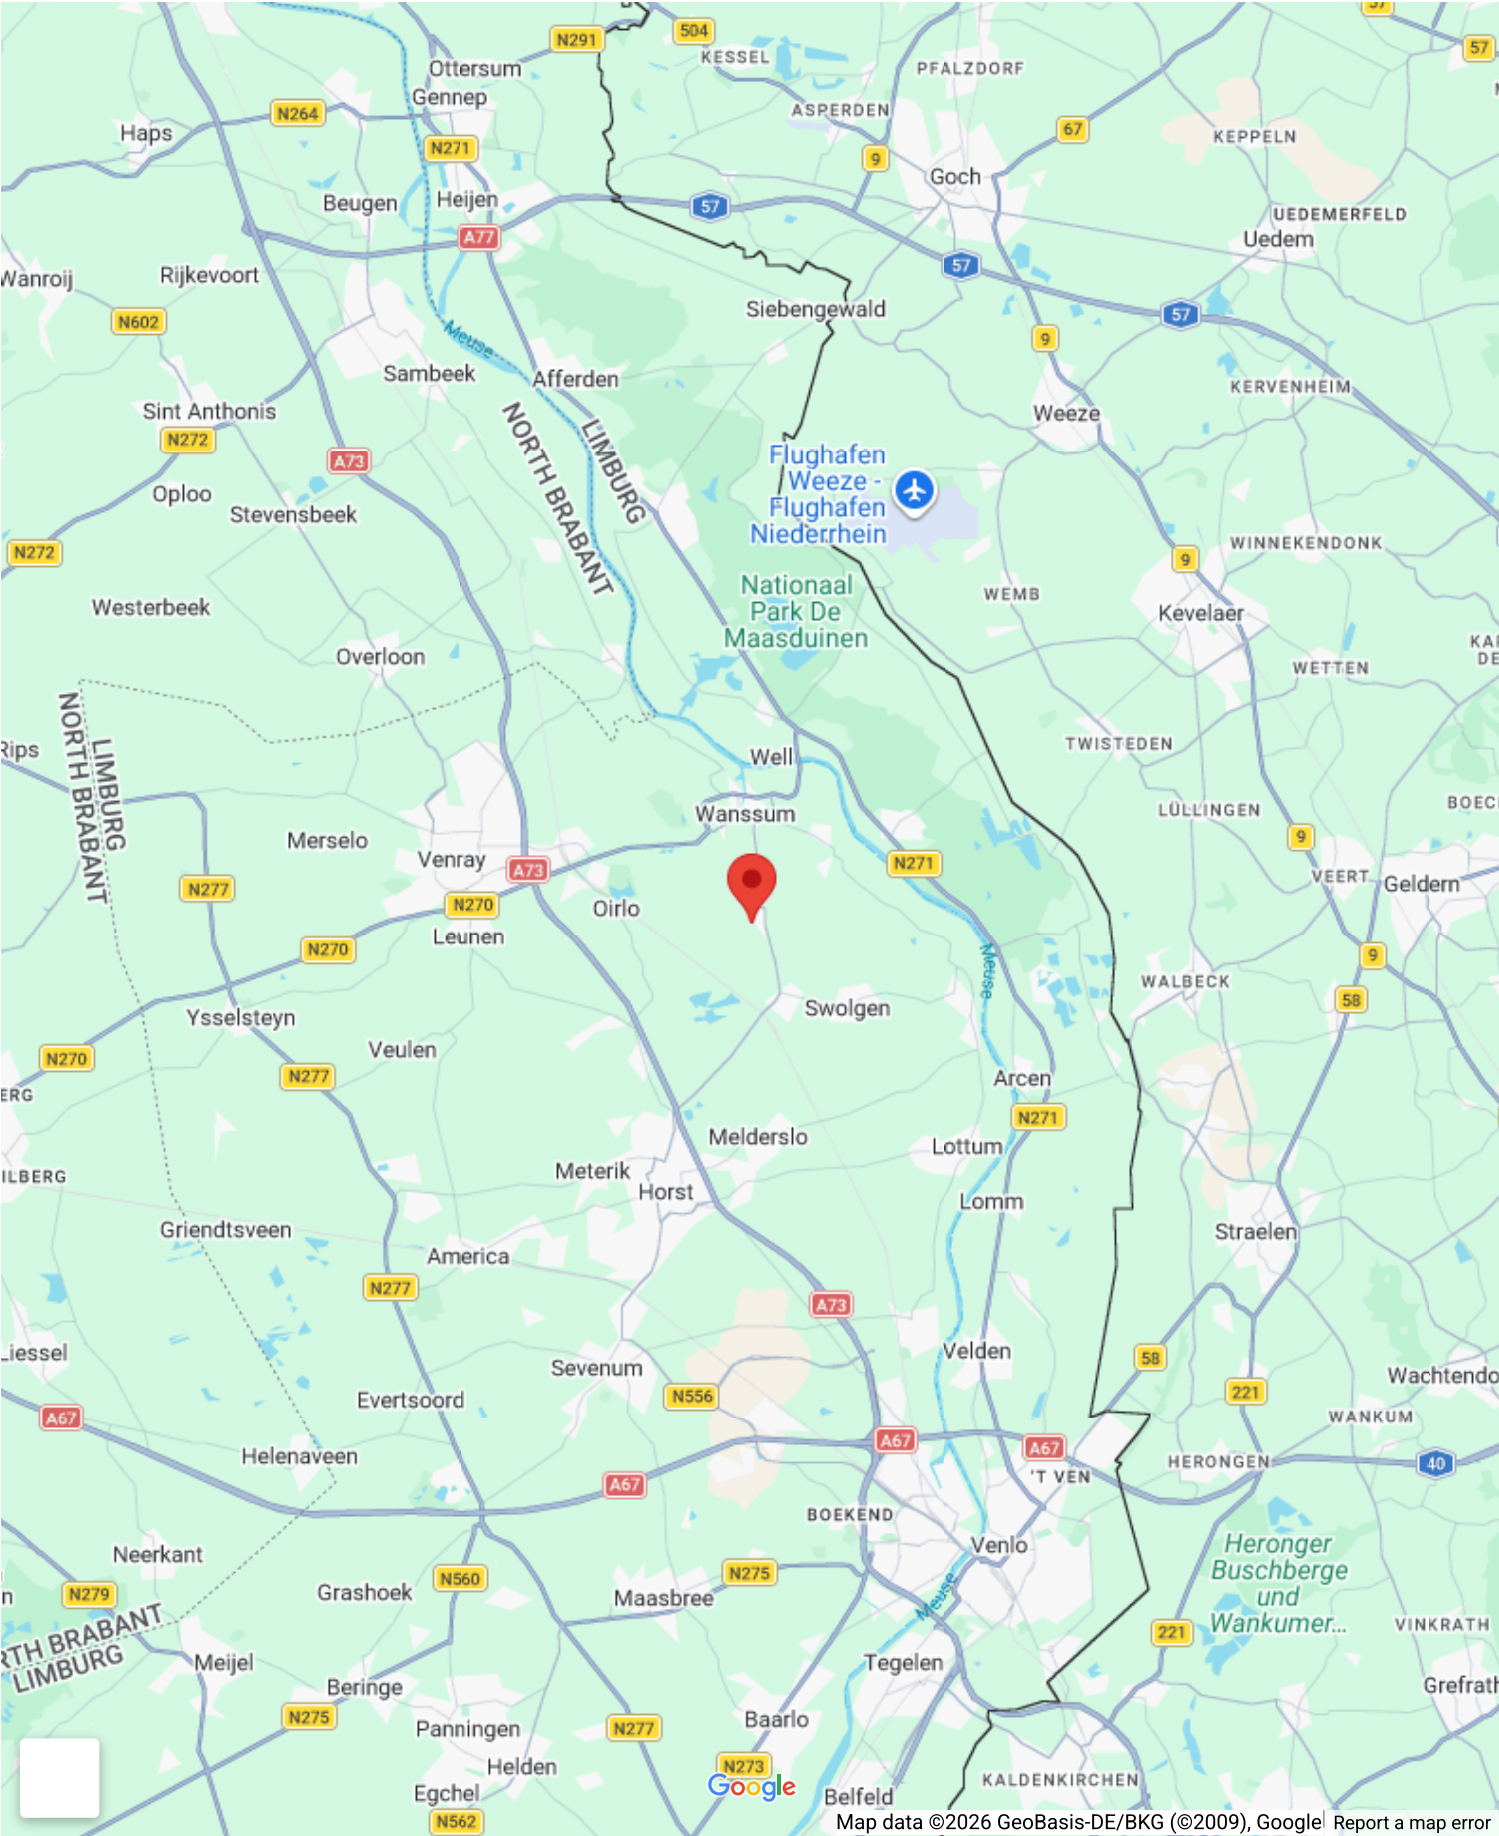 57
N291
504
KESSEL
57
Ottersum
PFALZDORF
Gennep
N264
ASPERDEN
67
KEPPELN
Haps
N271
9
Goch
Beugen
Heijen
57
UEDEMERFELD
A77
Uedem
57
Wanroij
Rijkevoort
Siebengewald
57
N602
Meuse
9
Sambeek
Afferden
KERVENHEIM
Sint Anthonis
Weeze
N272
NORTH BRABANT
LIMBURG
A73
Flughafen
Weeze -
Flughafen
Niederrhein
Oploo
Stevensbeek
N272
WINNEKENDONK
9
Nationaal
Park De
Maasduinen
WEMB
Westerbeek
Kevelaer
Overloon
WETTEN
LIMBURG
NORTH BRABANT
Rips
TWISTEDEN
Well
Wanssum
LÜLLINGEN
Merselo
9
Venray
A73
N271
VEERT
Geldern
N277
N270
Oirlo
Leunen
N270
9
Meuse
WALBECK
58
Swolgen
Ysselsteyn
Veulen
N270
N277
Arcen
N271
Melderslo
Lottum
Meterik
Horst
Lomm
Griendtsveen
Straelen
America
N277
A73
Liessel
Velden
58
Sevenum
Wachtendo
N556
221
Evertsoord
A67
WANKUM
A67
A67
Helenaveen
HERONGEN
40
'T VEN
A67
BOEKEND
Venlo
Heronger
Buschberge
und
Wankumer...
Neerkant
N275
N560
N279
Grashoek
Maasbree
Meuse
VINKRATH
221
RTH BRABANT
LIMBURG
Meijel
Tegelen
Beringe
Grefrath
N275
Panningen
N277
Baarlo
Helden
N273
Google
KALDENKIRCHEN
Egchel
Belfeld
N562
Map data ©2026 GeoBasis-DE/BKG (©2009), Google
Report a map error